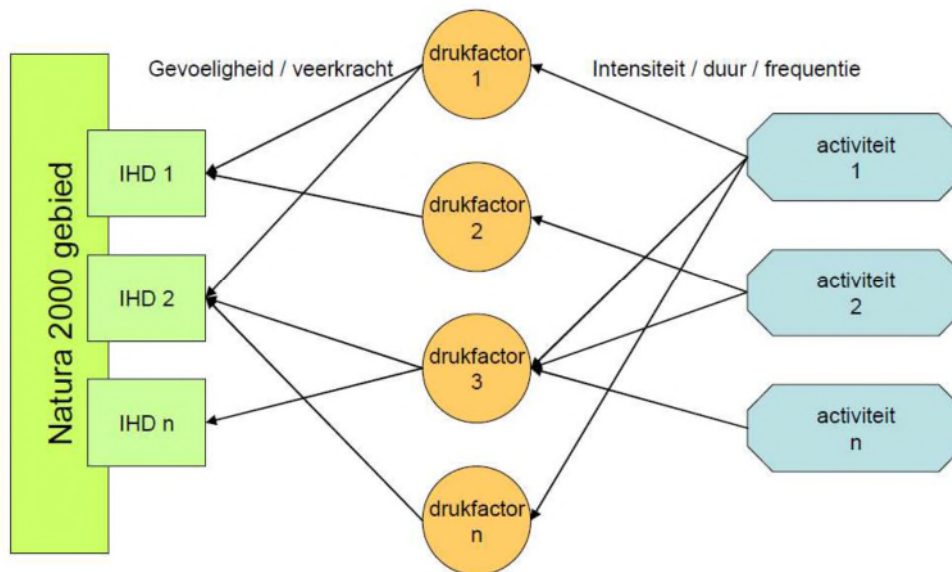 Natura 2000 gebied
Gevoeligheid / veerkracht
Intensiteit / duur / frequentie
IHD 1
IHD 2
IHD n
drukfactor
1
drukfactor
2
drukfactor
3
drukfactor
n
activiteit
1
activiteit
2
activiteit
n